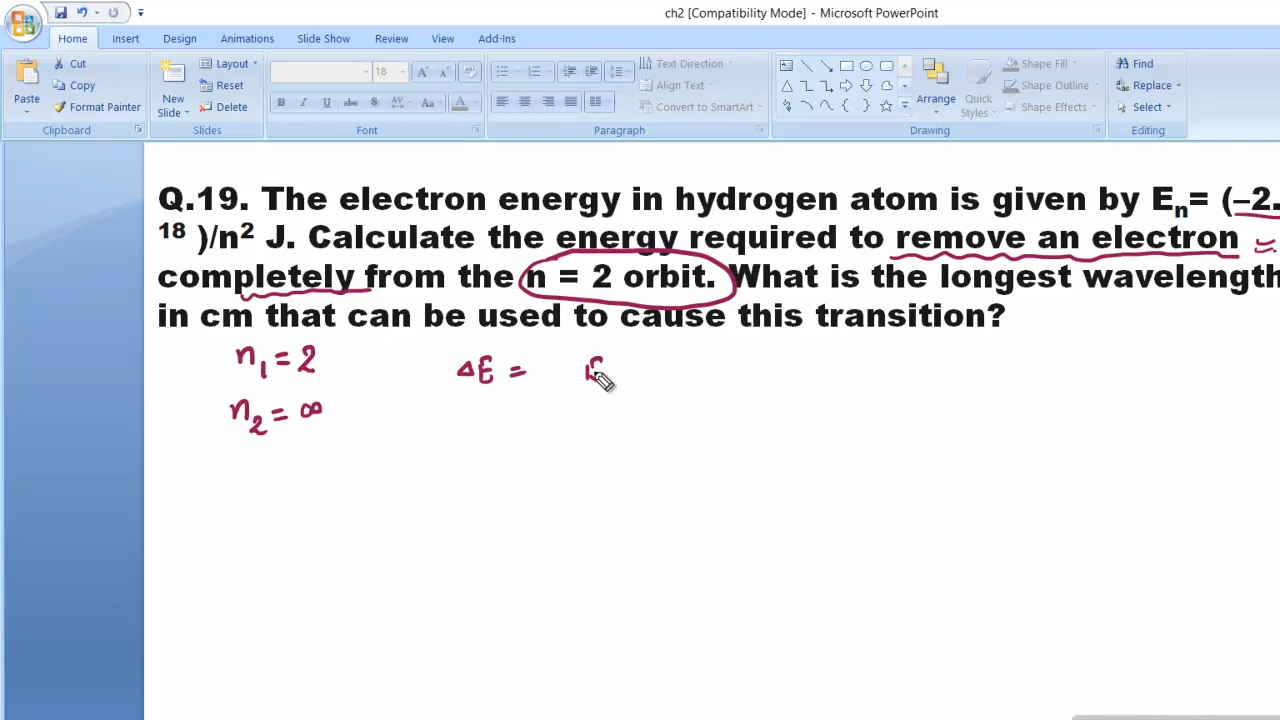 ch2 [Compatibility Mode] - Microsoft PowerPoint
Home Insert Design Animations Slide Show Review View Add-Ins
Paste
Cut
Copy
Format Painter
Clipboard
New Slide
Layout
Reset
Delete
Slides
18
B I U abc S AV Aa A
Font
Text Direction
Align Text
Convert to SmartArt
Paragraph
Arrange
Quick Styles
Shape Fill
Shape Outline
Shape Effects
Drawing
Find
Replace
Select
Editing
Q.19. The electron energy in hydrogen atom is given by Eₙ= (–2.
¹⁸ )/n² J. Calculate the energy required to remove an electron
completely from the n = 2 orbit. What is the longest wavelength
in cm that can be used to cause this transition?
n₁ = 2
ΔE =
n₂ = ∞